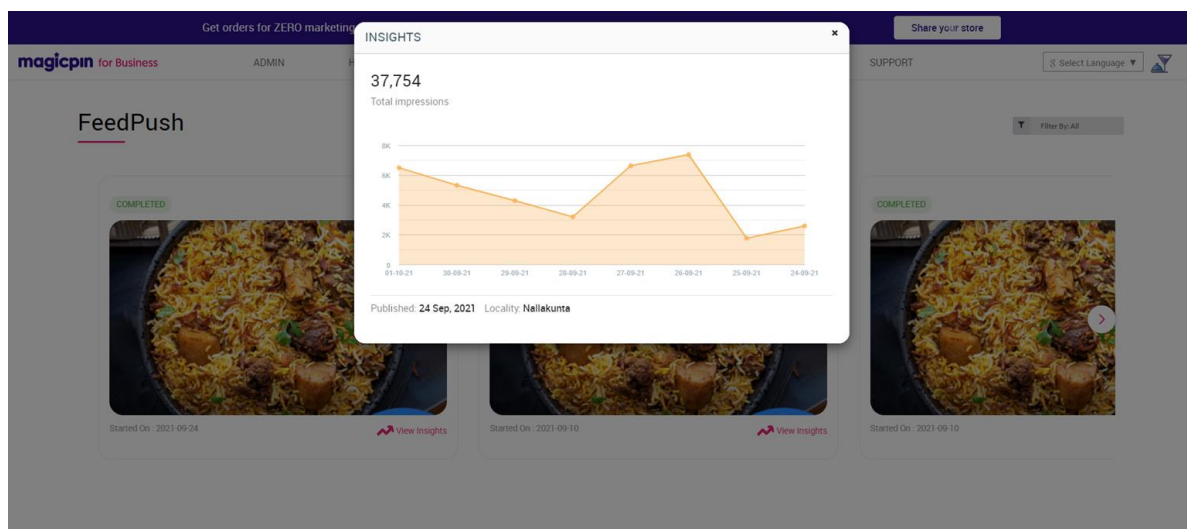 Get orders for ZERO marketing
Share your store
magicpin for Business
ADMIN
H
SUPPORT
Select Language ▼
FeedPush
Filter By: All
INSIGHTS
×
37,754
Total impressions
8K
6K
4K
2K
0
01-10-21 30-09-21 29-09-21 28-09-21 27-09-21 26-09-21 25-09-21 24-09-21
Published: 24 Sep, 2021 Locality: Nallakunta
COMPLETED
COMPLETED
Started On : 2021-09-24
View Insights
Started On : 2021-09-10
View Insights
Started On : 2021-09-10